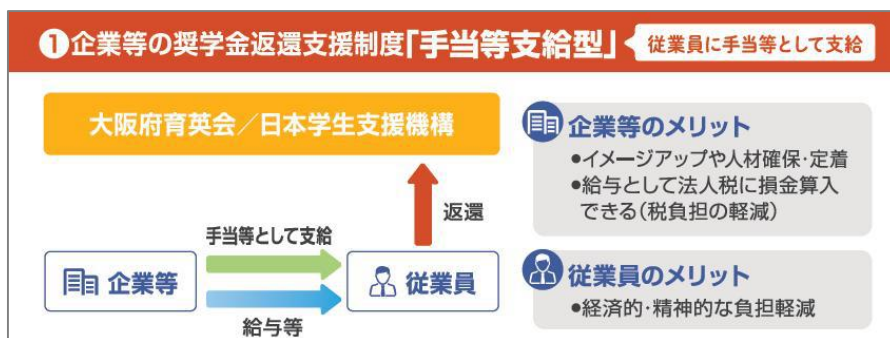 ❶企業等の奨学金返還支援制度「手当等支給型」 従業員に手当等として支給
大阪府育英会／日本学生支援機構
返還
手当等として支給
企業等
従業員
給与等
企業等のメリット
●イメージアップや人材確保・定着
●給与として法人税に損金算入
できる（税負担の軽減）
従業員のメリット
●経済的・精神的な負担軽減